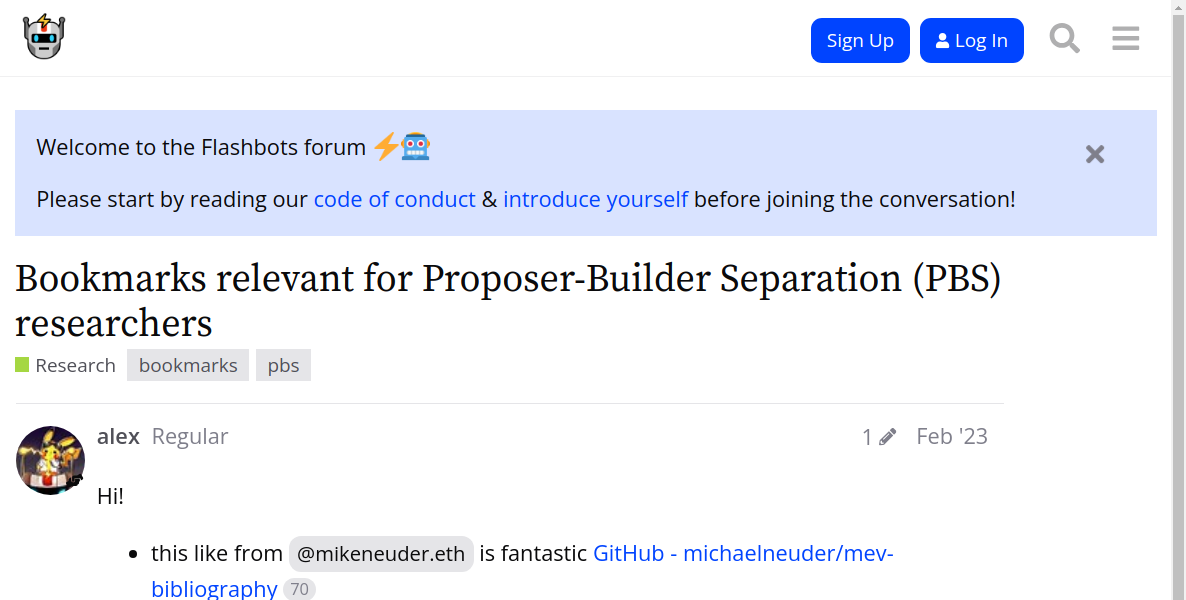 Sign Up
Log In
Welcome to the Flashbots forum ⚡🤖
Please start by reading our code of conduct & introduce yourself before joining the conversation!
Bookmarks relevant for Proposer-Builder Separation (PBS)
researchers
Research bookmarks pbs
alex Regular 1 Feb '23
Hi!
• this like from @mikeneuder.eth is fantastic GitHub - michaelneuder/mev-
bibliography 70